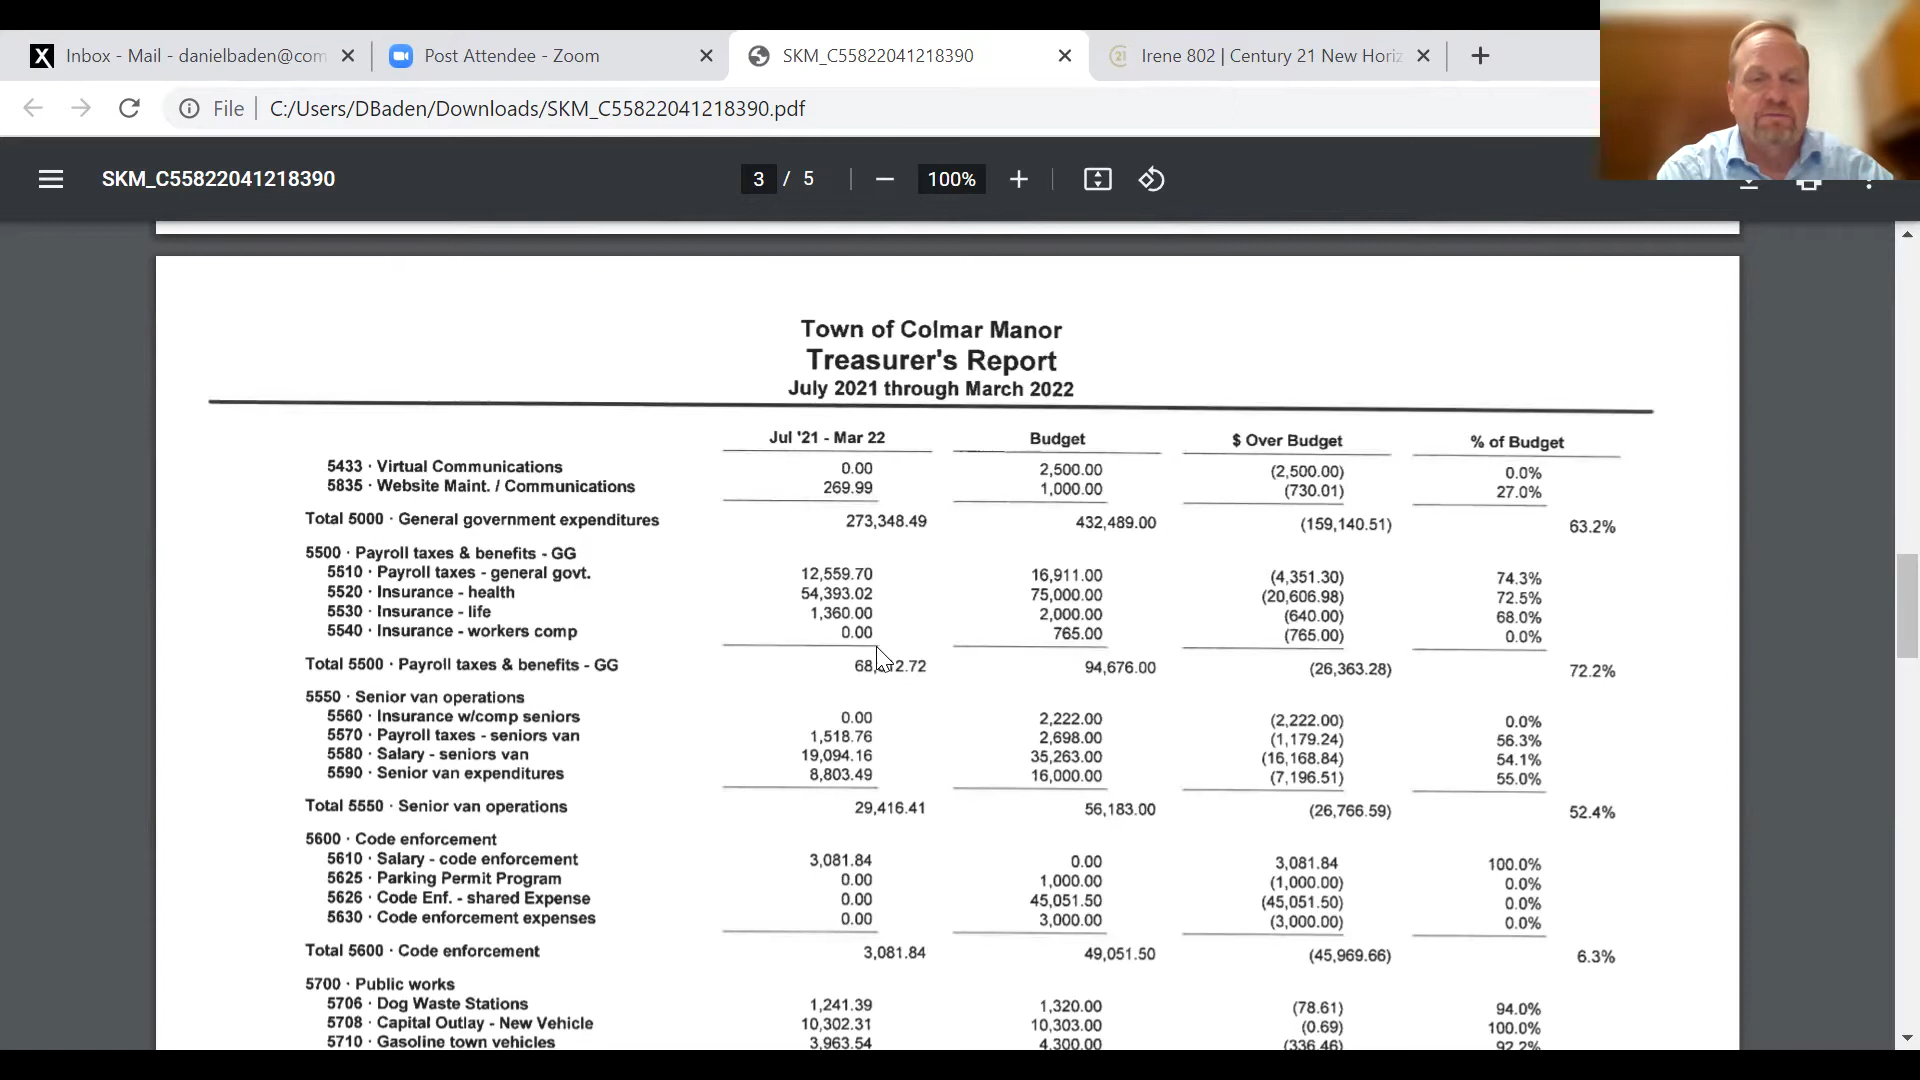 Inbox - Mail - danielbaden@com
Post Attendee - Zoom
SKM_C55822041218390
Irene 802 | Century 21 New Horiz
File
C:/Users/DBaden/Downloads/SKM_C55822041218390.pdf
SKM_C55822041218390
3 / 5
100%
Town of Colmar Manor
Treasurer's Report
July 2021 through March 2022
Jul '21 - Mar 22 Budget $ Over Budget % of Budget
5433 · Virtual Communications 0.00 2,500.00 (2,500.00) 0.0%
5835 · Website Maint. / Communications 269.99 1,000.00 (730.01) 27.0%
Total 5000 · General government expenditures 273,348.49 432,489.00 (159,140.51) 63.2%
5500 · Payroll taxes & benefits - GG
5510 · Payroll taxes - general govt. 12,559.70 16,911.00 (4,351.30) 74.3%
5520 · Insurance - health 54,393.02 75,000.00 (20,606.98) 72.5%
5530 · Insurance - life 1,360.00 2,000.00 (640.00) 68.0%
5540 · Insurance - workers comp 0.00 765.00 (765.00) 0.0%
Total 5500 · Payroll taxes & benefits - GG 94,676.00 (26,363.28) 72.2%
5550 · Senior van operations
5560 · Insurance w/comp seniors 0.00 2,222.00 (2,222.00) 0.0%
5570 · Payroll taxes - seniors van 1,518.76 2,698.00 (1,179.24) 56.3%
5580 · Salary - seniors van 19,094.16 35,263.00 (16,168.84) 54.1%
5590 · Senior van expenditures 8,803.49 16,000.00 (7,196.51) 55.0%
Total 5550 · Senior van operations 29,416.41 56,183.00 (26,766.59) 52.4%
5600 · Code enforcement
5610 · Salary - code enforcement 3,081.84 0.00 3,081.84 100.0%
5625 · Parking Permit Program 0.00 1,000.00 (1,000.00) 0.0%
5626 · Code Enf. - shared Expense 0.00 45,051.50 (45,051.50) 0.0%
5630 · Code enforcement expenses 0.00 3,000.00 (3,000.00) 0.0%
Total 5600 · Code enforcement 3,081.84 49,051.50 (45,969.66) 6.3%
5700 · Public works
5706 · Dog Waste Stations 1,241.39 1,320.00 (78.61) 94.0%
5708 · Capital Outlay - New Vehicle 10,302.31 10,303.00 (0.69) 100.0%
5710 · Gasoline town vehicles 3,963.54 4,300.00 (336.46) 92.2%